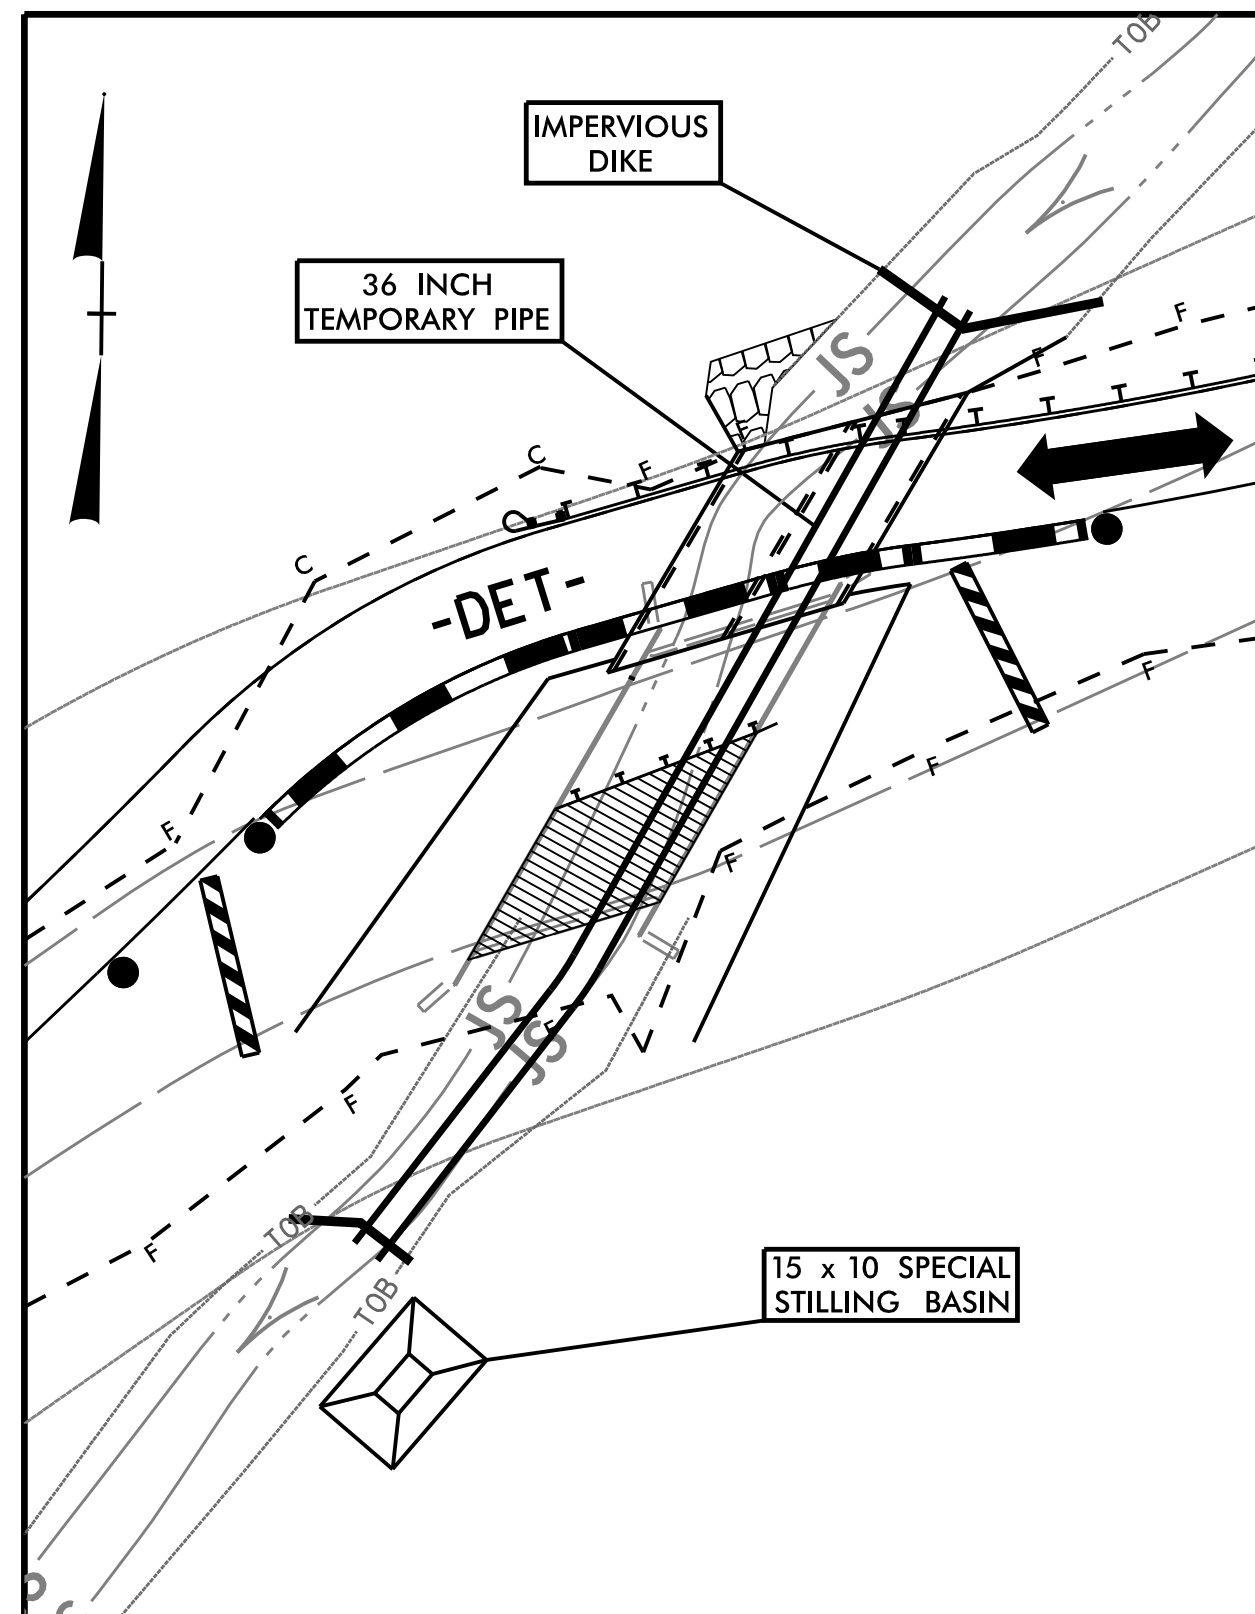 TOB
IMPERVIOUS
DIKE
36 INCH
TEMPORARY PIPE
F
F
JS
JS
F
C
F
C
-DET-
F
F
F
F
JS
JS
F
F
F
TOB
TOB
15 x 10 SPECIAL
STILLING BASIN